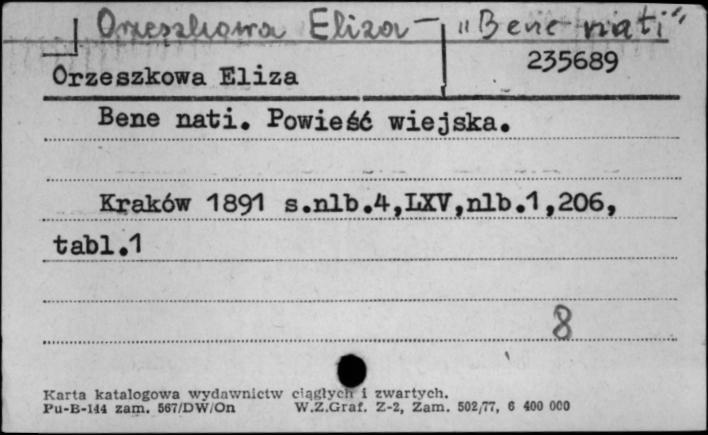 Orzeszkowa Eliza - "Bene nati"
Orzeszkowa Eliza
235689
Bene nati. Powieść wiejska.
Kraków 1891 s.nlb.4,LXV,nlb.1,206,
tabl.1
8
Karta katalogowa wydawnictw ciągłych i zwartych.
Pu-B-144 zam. 567/DW/On W.Z.Graf. Z-2, Zam. 502/77, 6 400 000